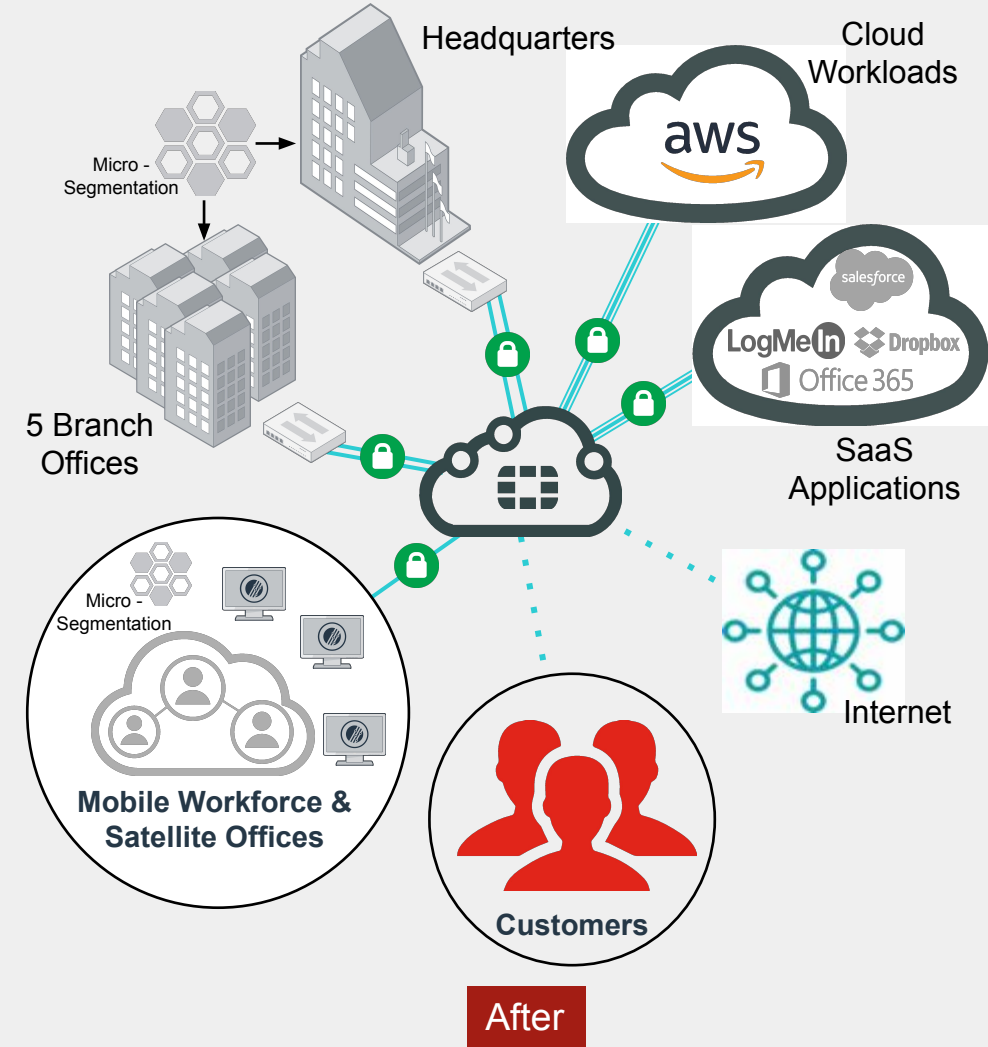 Headquarters
Cloud
Workloads
aws
Micro -
Segmentation
salesforce
LogMeIn
Dropbox
Office 365
5 Branch
Offices
SaaS
Applications
Micro -
Segmentation
Internet
Mobile Workforce &
Satellite Offices
Customers
After